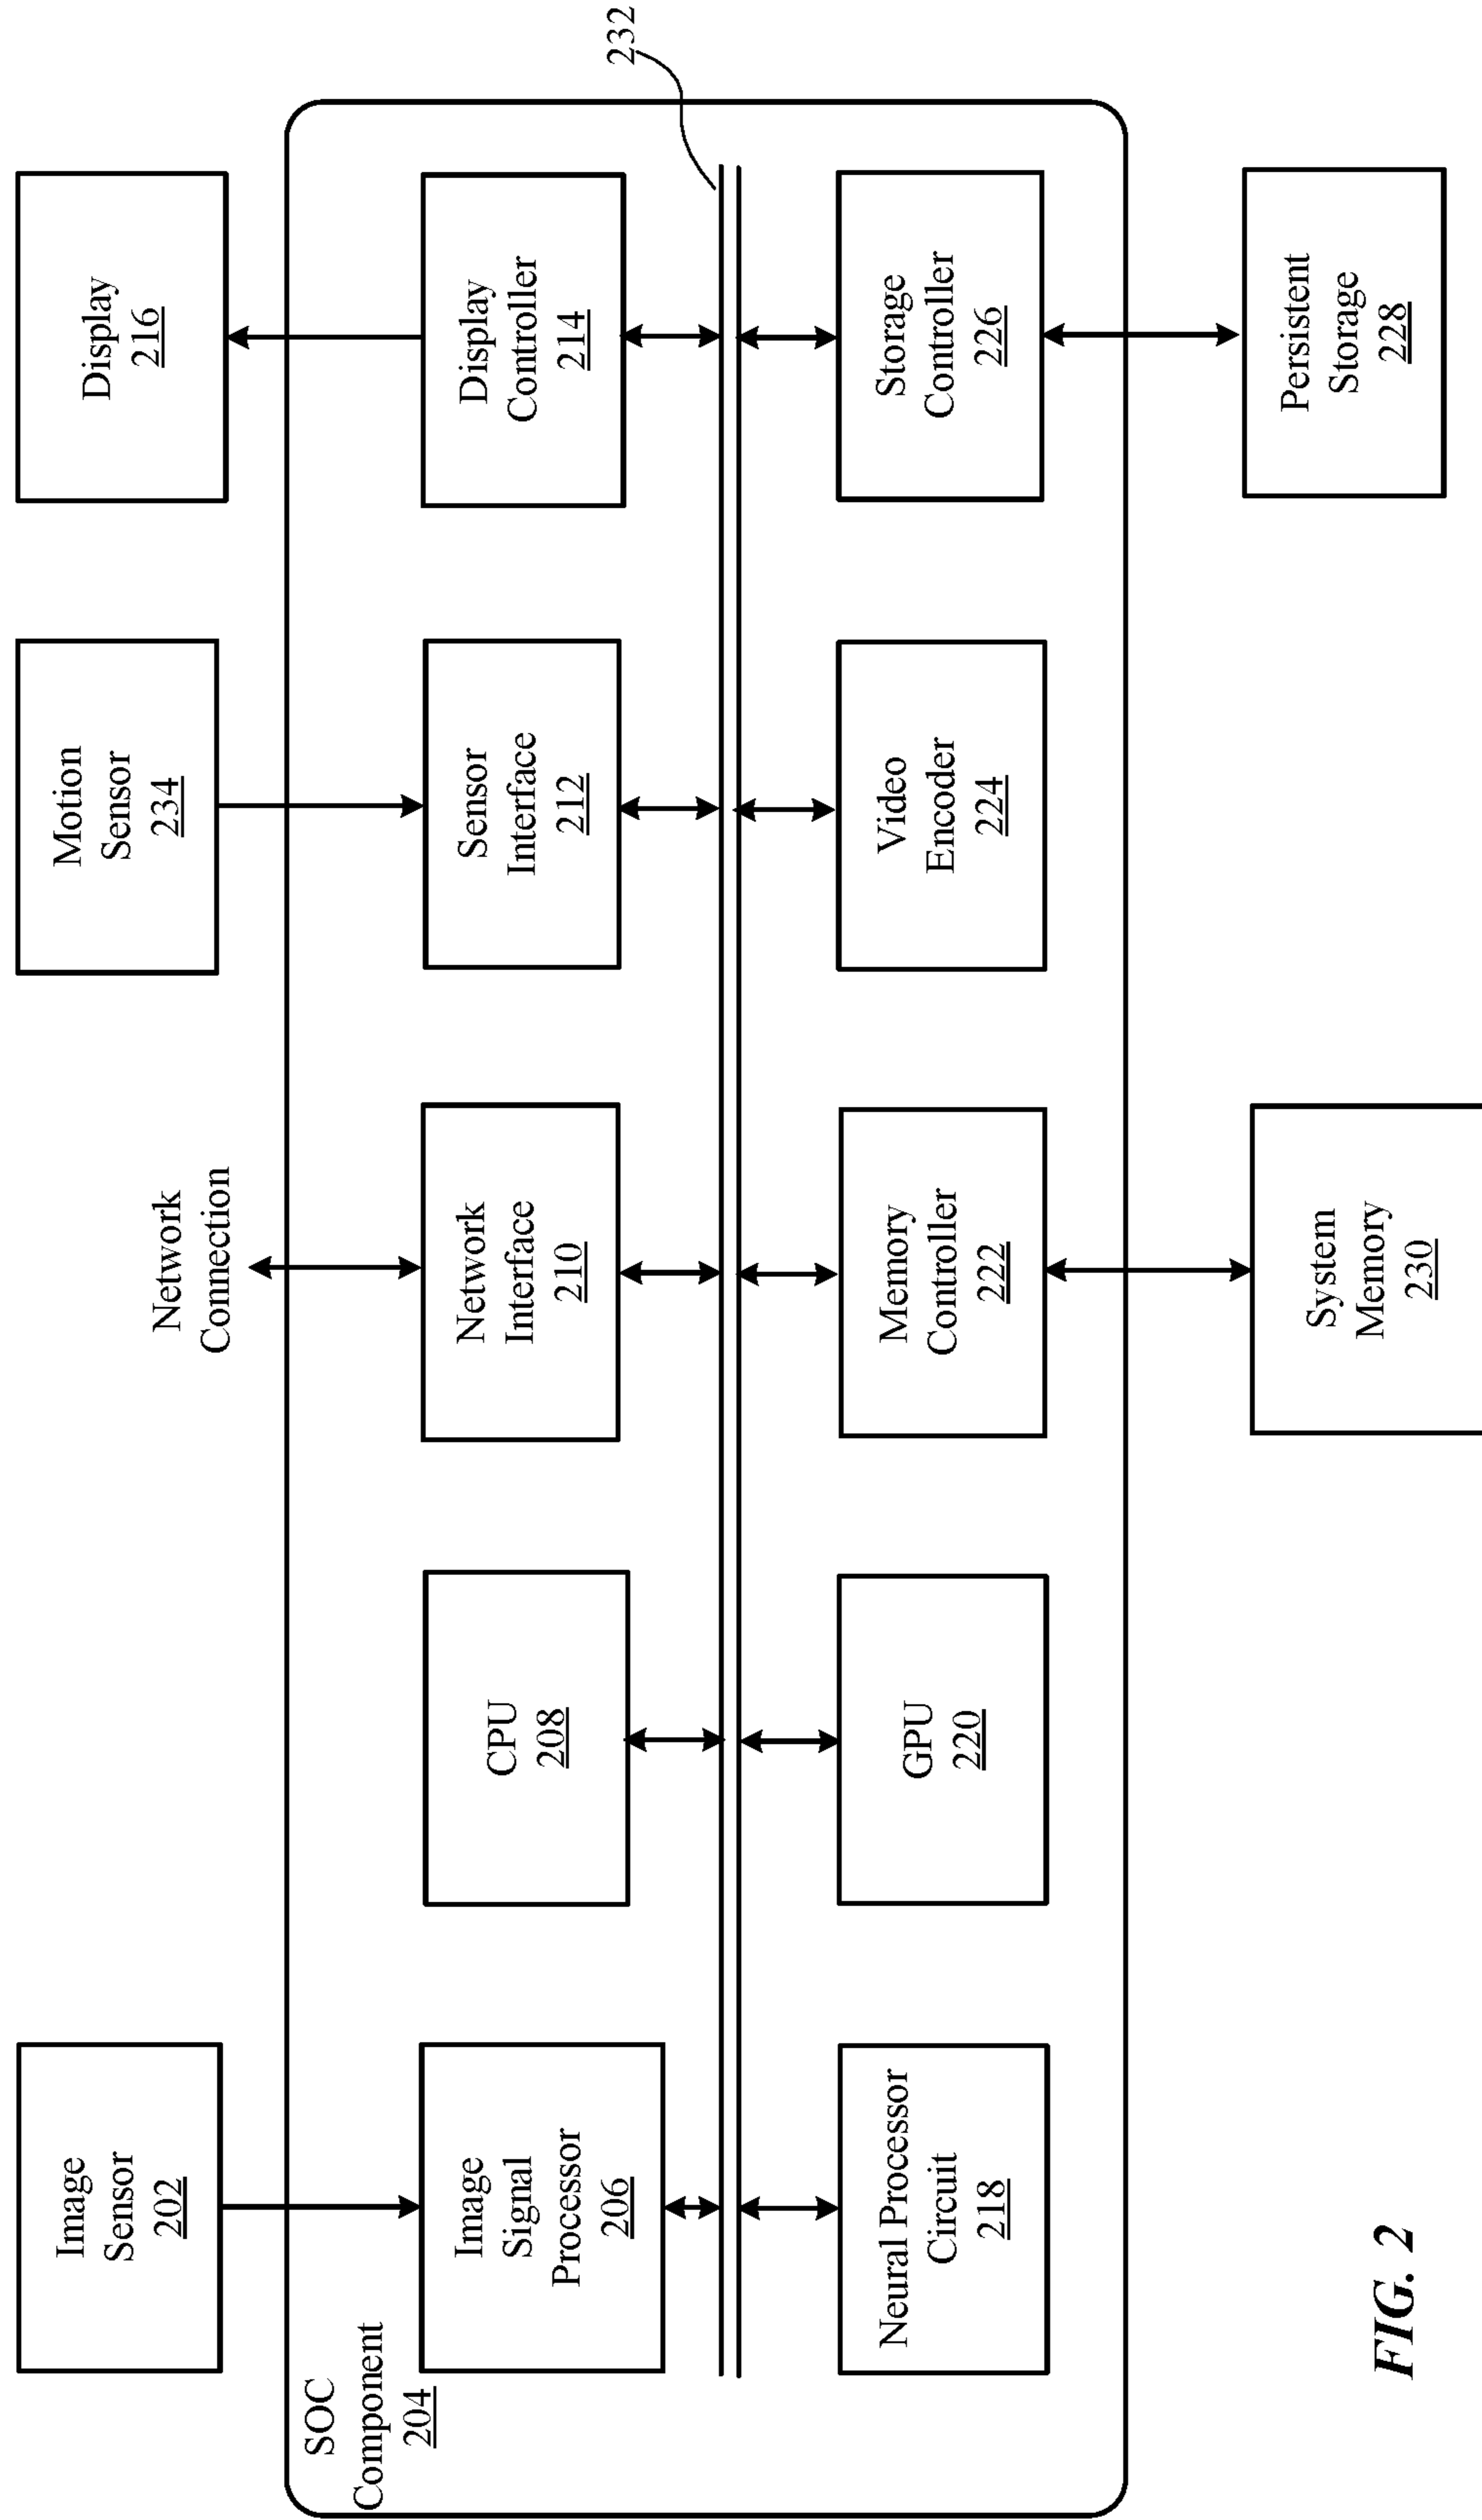 Image
Sensor
202
Motion
Sensor
234
Display
216
Network
Connection
232
SOC
Component
204
Image
Signal
Processor
206
CPU
208
Network
Interface
210
Sensor
Interface
212
Display
Controller
214
Neural Processor
Circuit
218
GPU
220
Memory
Controller
222
Video
Encoder
224
Storage
Controller
226
System
Memory
230
Persistent
Storage
228
FIG. 2